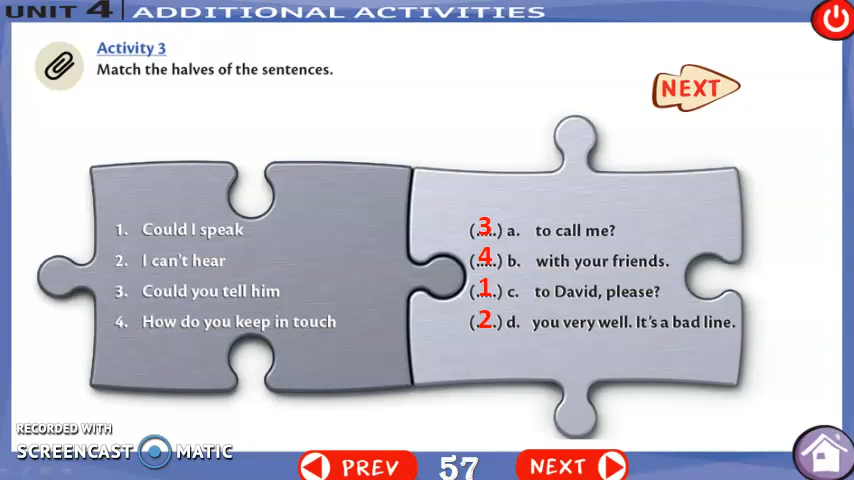 UNIT 4 ADDITIONAL ACTIVITIES
Activity 3
Match the halves of the sentences.
NEXT
1. Could I speak
2. I can't hear
3. Could you tell him
4. How do you keep in touch
(..3..) a. to call me?
(..4..) b. with your friends.
(..1..) c. to David, please?
(..2..) d. you very well. It's a bad line.
RECORDED WITH
SCREENCAST MATIC
PREV 57 NEXT